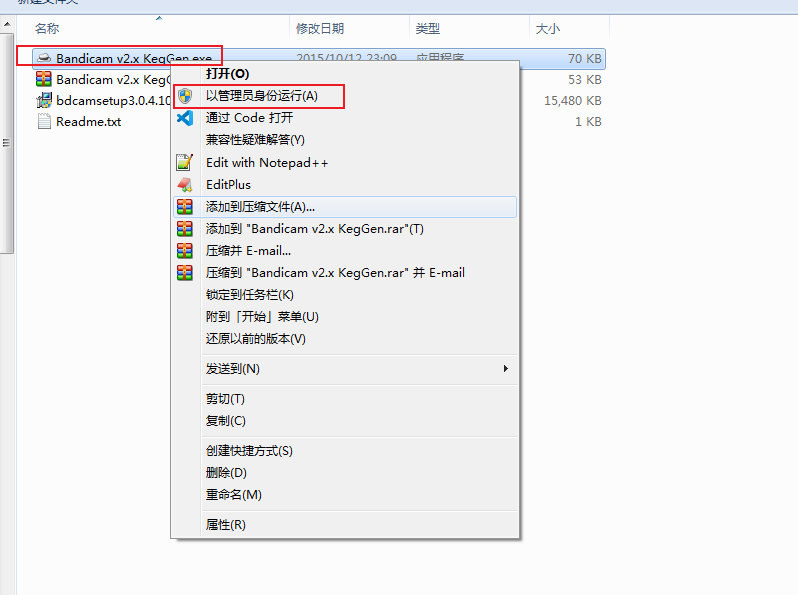 新建文件夹
名称 修改日期 类型 大小
Bandicam v2.x KegGen.exe 2015/10/12 23:09 应用程序 70 KB
Bandicam v2.x KegG 53 KB
bdcamsetup3.0.4.10 15,480 KB
Readme.txt 1 KB
打开(O)
以管理员身份运行(A)
通过 Code 打开
兼容性疑难解答(Y)
Edit with Notepad++
EditPlus
添加到压缩文件(A)...
添加到 "Bandicam v2.x KegGen.rar"(T)
压缩并 E-mail...
压缩到 "Bandicam v2.x KegGen.rar" 并 E-mail
锁定到任务栏(K)
附到「开始」菜单(U)
还原以前的版本(V)
发送到(N)
剪切(T)
复制(C)
创建快捷方式(S)
删除(D)
重命名(M)
属性(R)